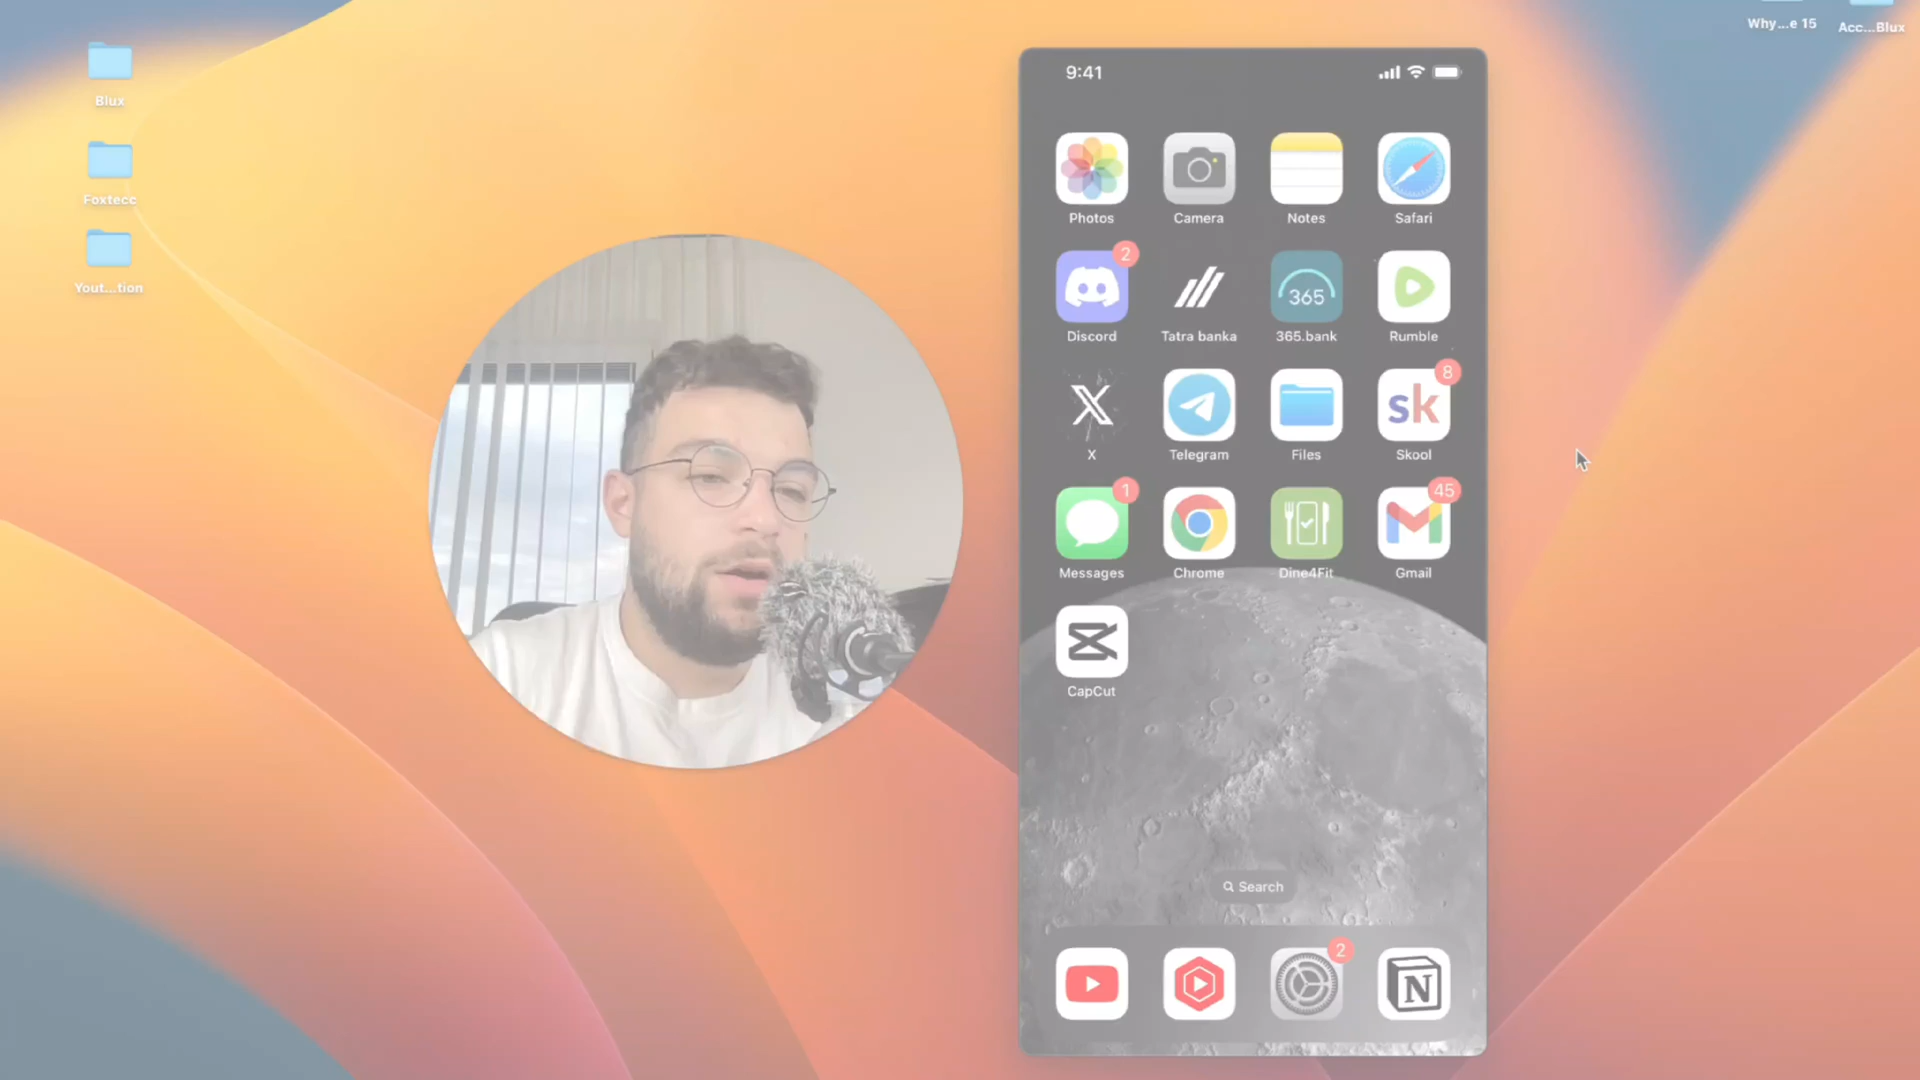 Why...e 15
Acc...Blux
Blux
Foxtecc
Yout...tion
9:41
Photos
Camera
Notes
Safari
2
365
Discord
Tatra banka
365.bank
Rumble
8
X
sk
X
Telegram
Files
Skool
1
45
Messages
Chrome
Dine4Fit
Gmail
CapCut
Search
2
N